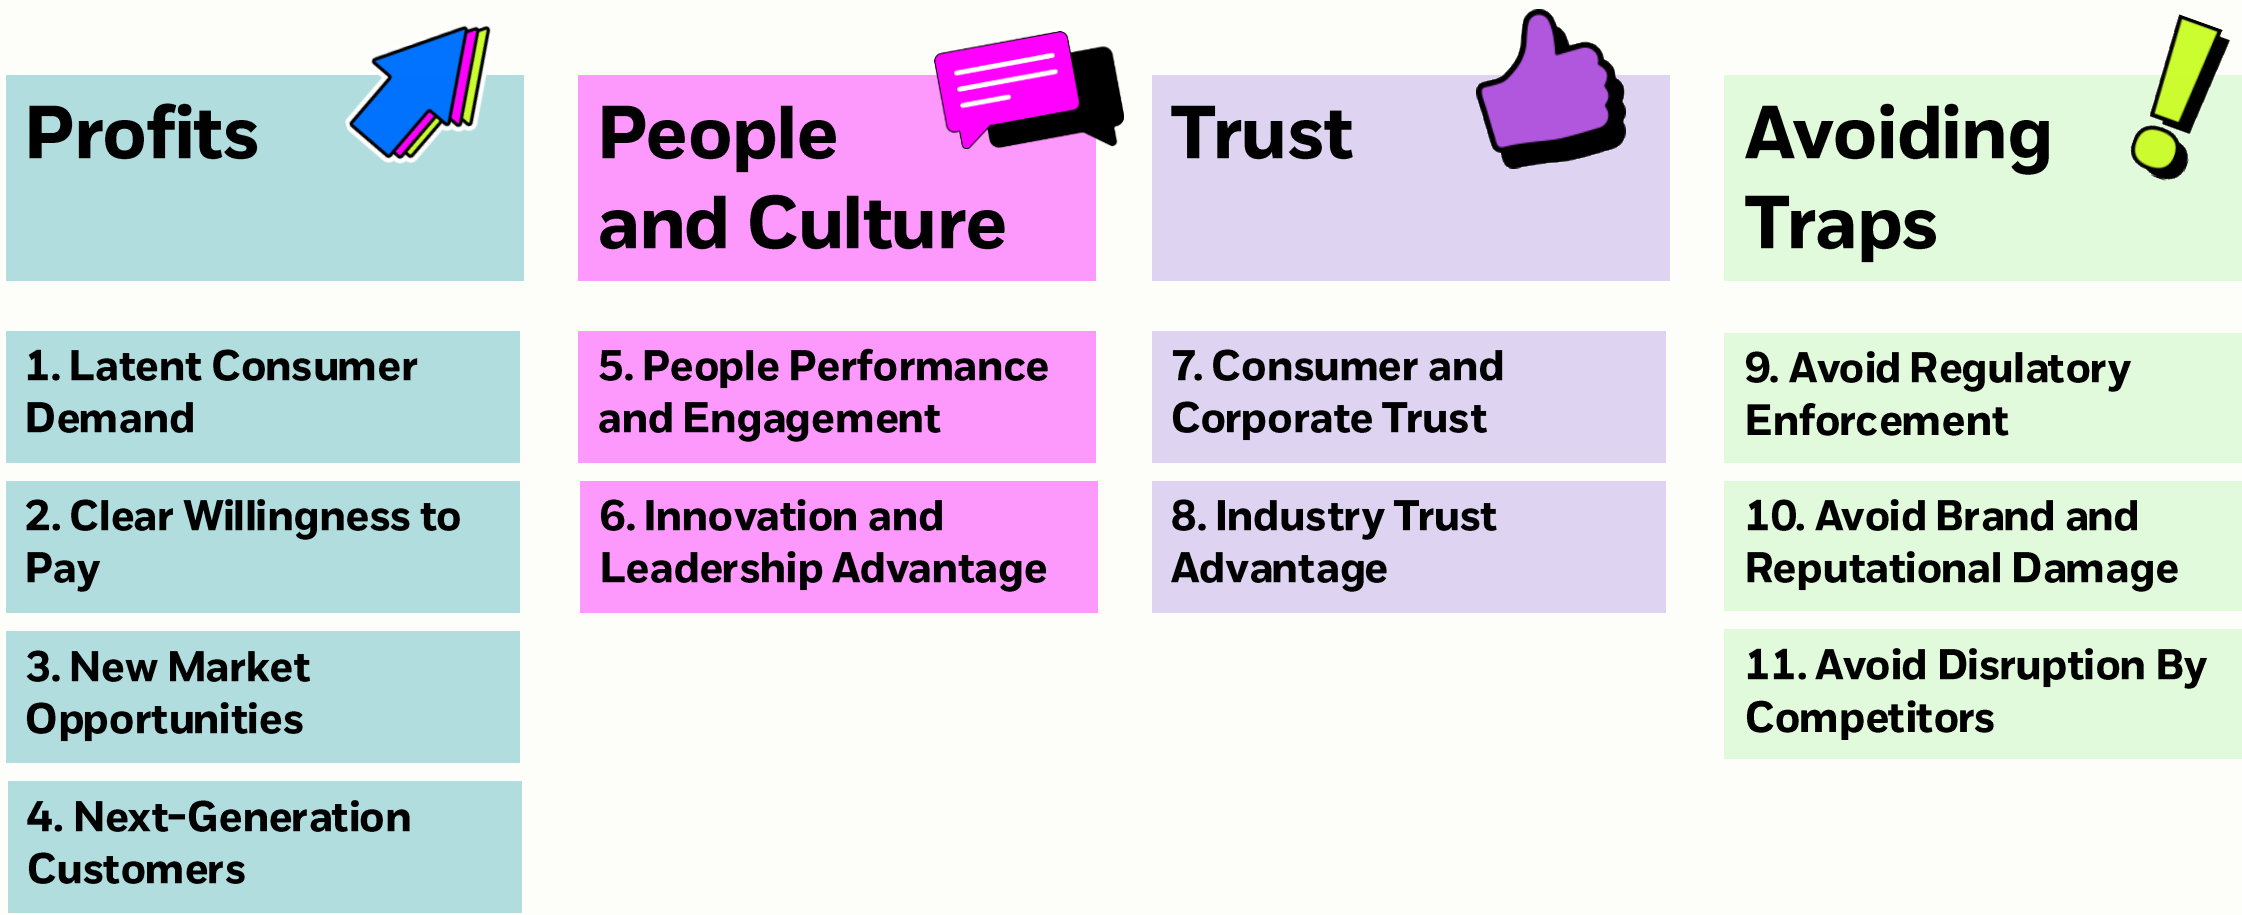 Profits
1. Latent Consumer
Demand
2. Clear Willingness to
Pay
3. New Market
Opportunities
4. Next-Generation
Customers
People
and Culture
5. People Performance
and Engagement
6. Innovation and
Leadership Advantage
Trust
7. Consumer and
Corporate Trust
8. Industry Trust
Advantage
Avoiding
Traps
9. Avoid Regulatory
Enforcement
10. Avoid Brand and
Reputational Damage
11. Avoid Disruption By
Competitors